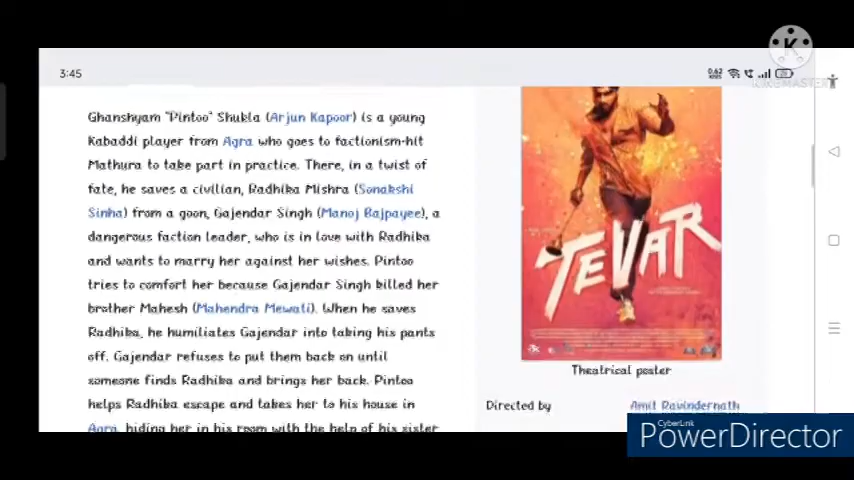 3:45
0.62
KINEMASTER
Ghanshyam "Pintoo" Shukla (Arjun Kapoor) is a young
Kabaddi player from Agra who goes to factionism-hit
Mathura to take part in practice. There, in a twist of
fate, he saves a civilian, Radhika Mishra (Sonakshi
Sinha) from a goon, Gajendar Singh (Manoj Bajpayee), a
dangerous faction leader, who is in love with Radhika
and wants to marry her against her wishes. Pintoo
tries to comfort her because Gajendar Singh killed her
brother Mahesh (Mahendra Mewati). When he saves
Radhika, he humiliates Gajendar into taking his pants
off. Gajendar refuses to put them back on until
someone finds Radhika and brings her back. Pintoo
helps Radhika escape and takes her to his house in
Agra, hiding her in his room with the help of his sister
TEVAR
Theatrical poster
Directed by
Amit Ravindernath
CyberLink
PowerDirector